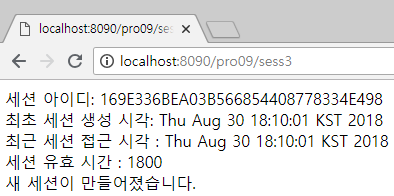 localhost:8090/pro09/ses
localhost:8090/pro09/sess3
세션 아이디: 169E336BEA03B566854408778334E498
최초 세션 생성 시각: Thu Aug 30 18:10:01 KST 2018
최근 세션 접근 시각 : Thu Aug 30 18:10:01 KST 2018
세션 유효 시간 : 1800
새 세션이 만들어졌습니다.